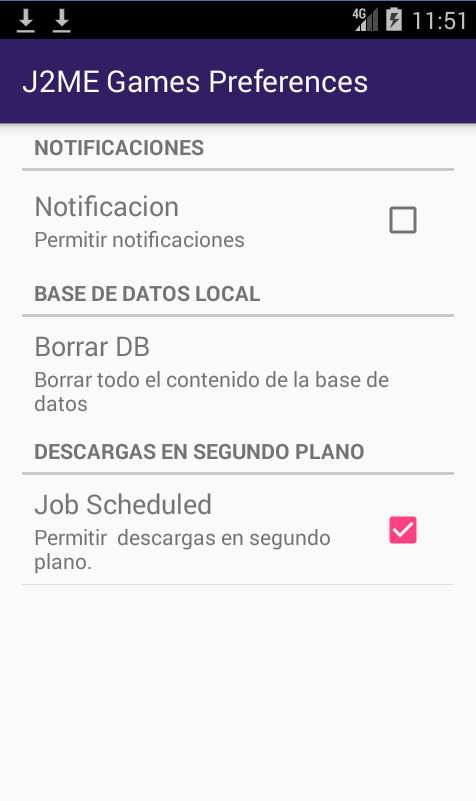 4G 11:51
J2ME Games Preferences
NOTIFICACIONES
Notificacion
Permitir notificaciones
BASE DE DATOS LOCAL
Borrar DB
Borrar todo el contenido de la base de
datos
DESCARGAS EN SEGUNDO PLANO
Job Scheduled
Permitir  descargas en segundo
plano.